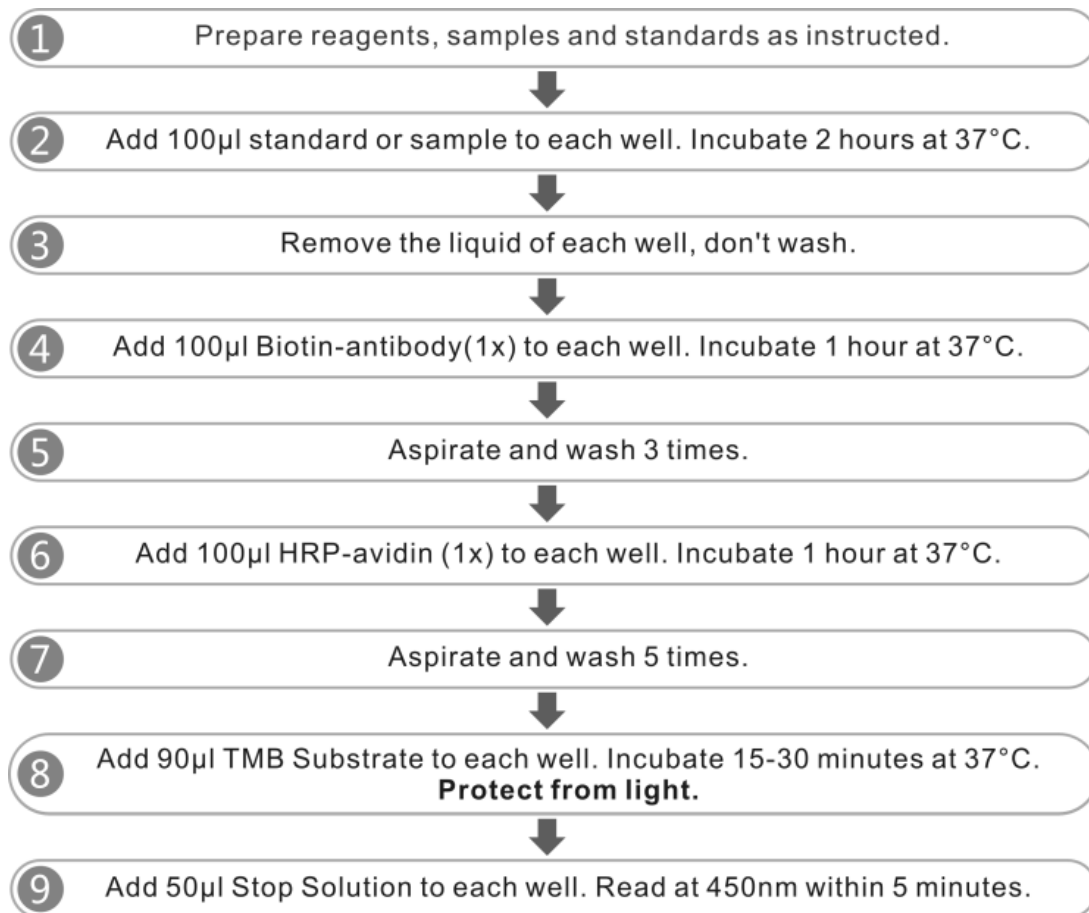 1 Prepare reagents, samples and standards as instructed.
2 Add 100μl standard or sample to each well. Incubate 2 hours at 37°C.
3 Remove the liquid of each well, don't wash.
4 Add 100μl Biotin-antibody(1x) to each well. Incubate 1 hour at 37°C.
5 Aspirate and wash 3 times.
6 Add 100μl HRP-avidin (1x) to each well. Incubate 1 hour at 37°C.
7 Aspirate and wash 5 times.
8 Add 90μl TMB Substrate to each well. Incubate 15-30 minutes at 37°C.
Protect from light.
9 Add 50μl Stop Solution to each well. Read at 450nm within 5 minutes.